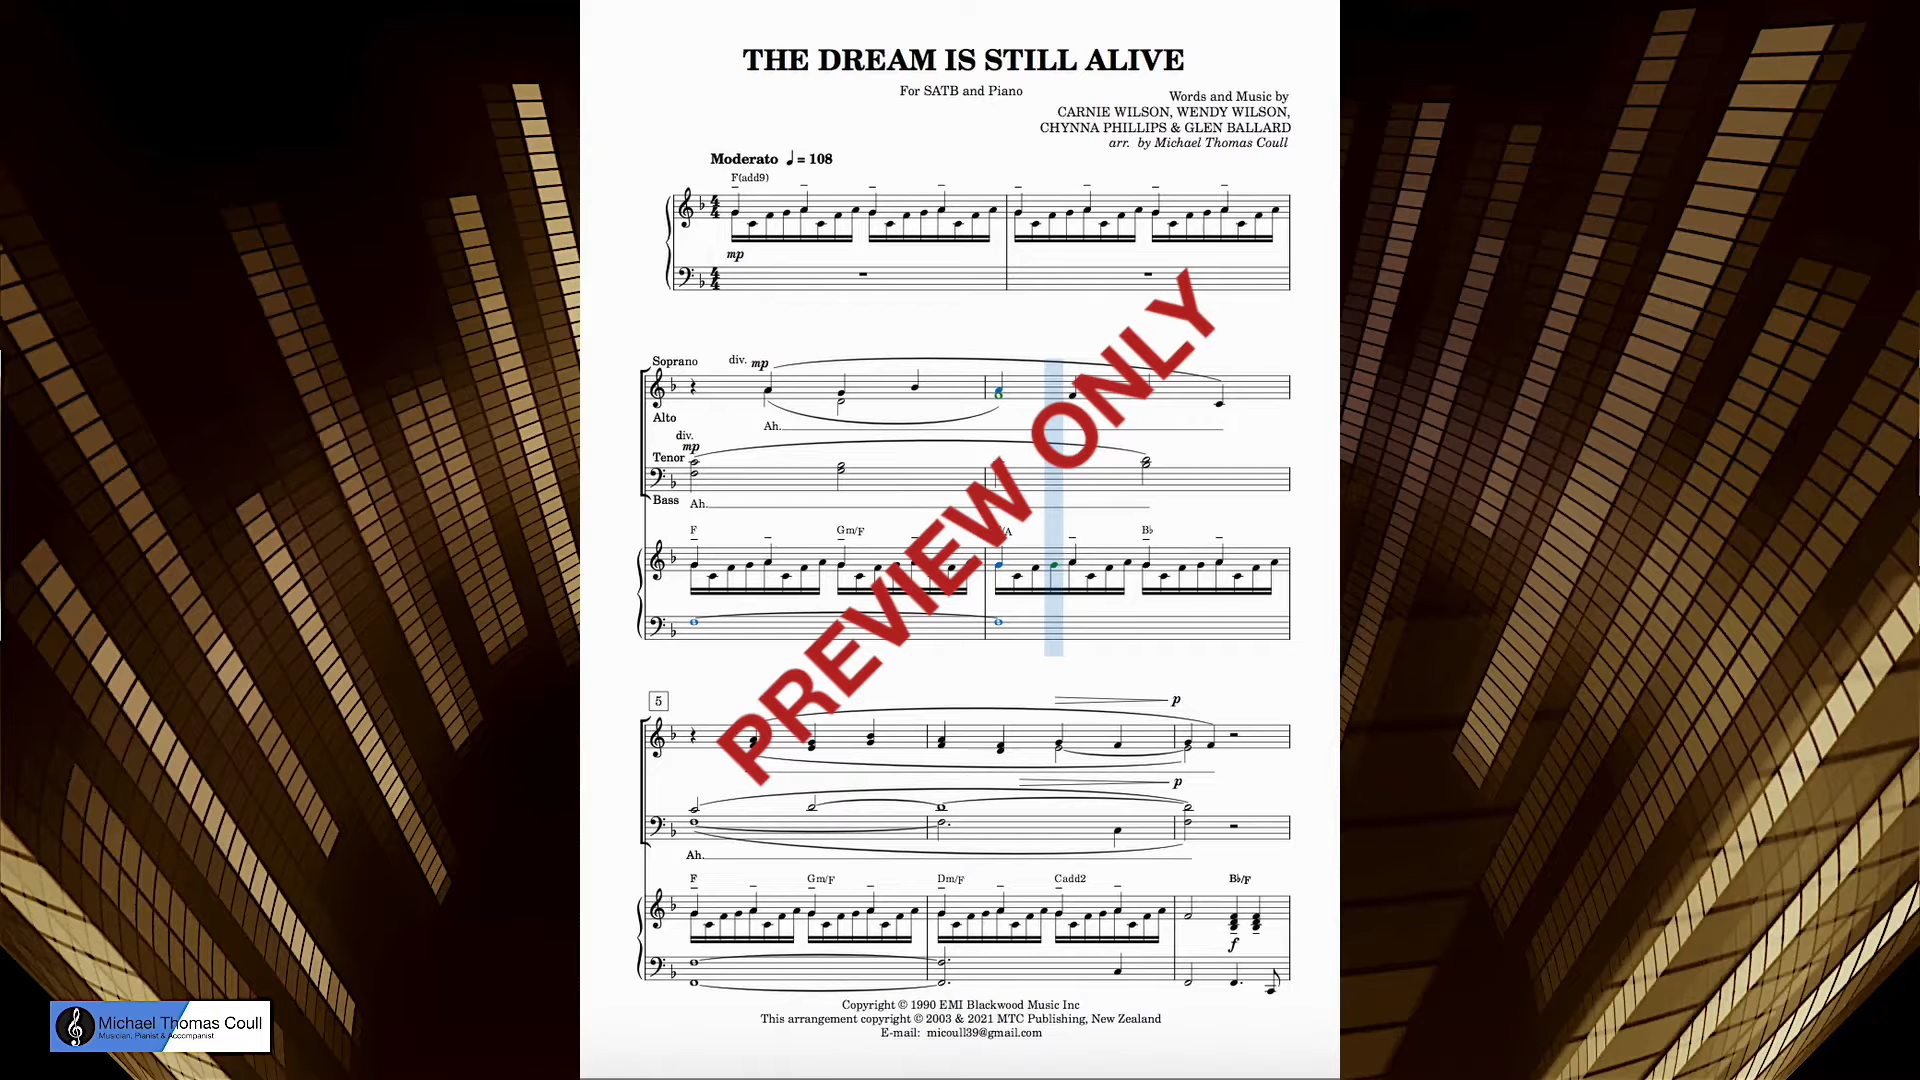 THE DREAM IS STILL ALIVE
For SATB and Piano
Words and Music by
CARNIE WILSON, WENDY WILSON,
CHYNNA PHILLIPS & GLEN BALLARD
arr. by Michael Thomas Coull
Moderato ♩ = 108
F(add9)
mp
Soprano
div. mp
Alto
Ah.
div.
mp
Tenor
Bass
Ah.
F Gm/F /A B♭
PREVIEW ONLY
5
p
p
Ah.
F Gm/F Dm/F Cadd2 B♭/F
f
Copyright © 1990 EMI Blackwood Music Inc
This arrangement copyright © 2003 & 2021 MTC Publishing, New Zealand
E-mail: micoull39@gmail.com
Michael Thomas Coull
Musician, Pianist & Accompanist